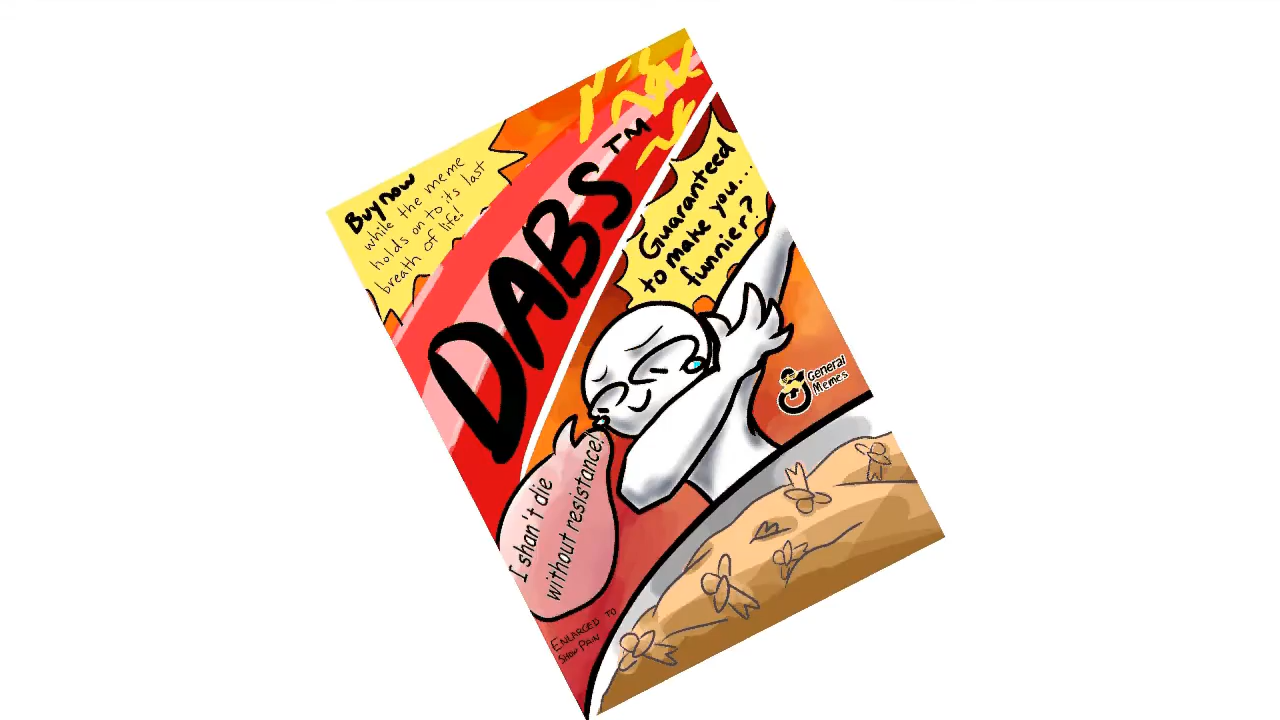 Buy now
while the meme
holds on to its last
breath of life!
DABS™
Guaranteed
to make you...
funnier?
General
Memes
I shan't die
without resistance!
ENLARGED TO
SHOW PAIN